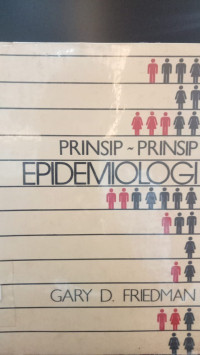 PRINSIP - PRINSIP
EPIDEMIOLOGI
GARY D. FRIEDMAN